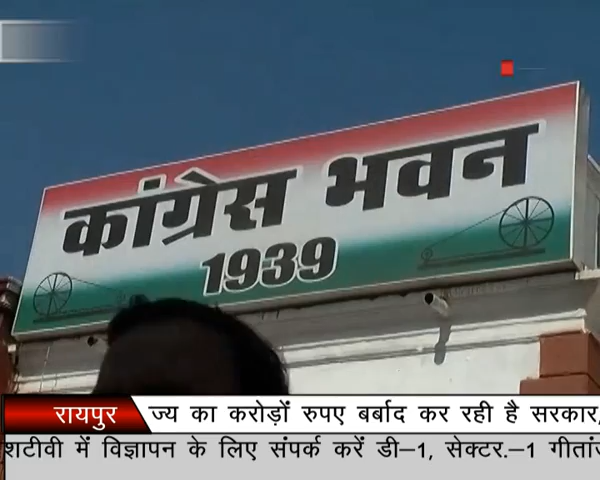 कांग्रेस भवन
1939
रायपुर
ज्य का करोड़ों रुपए बर्बाद कर रही है सरकार,
शटीवी में विज्ञापन के लिए संपर्क करें डी–1, सेक्टर.–1 गीतां